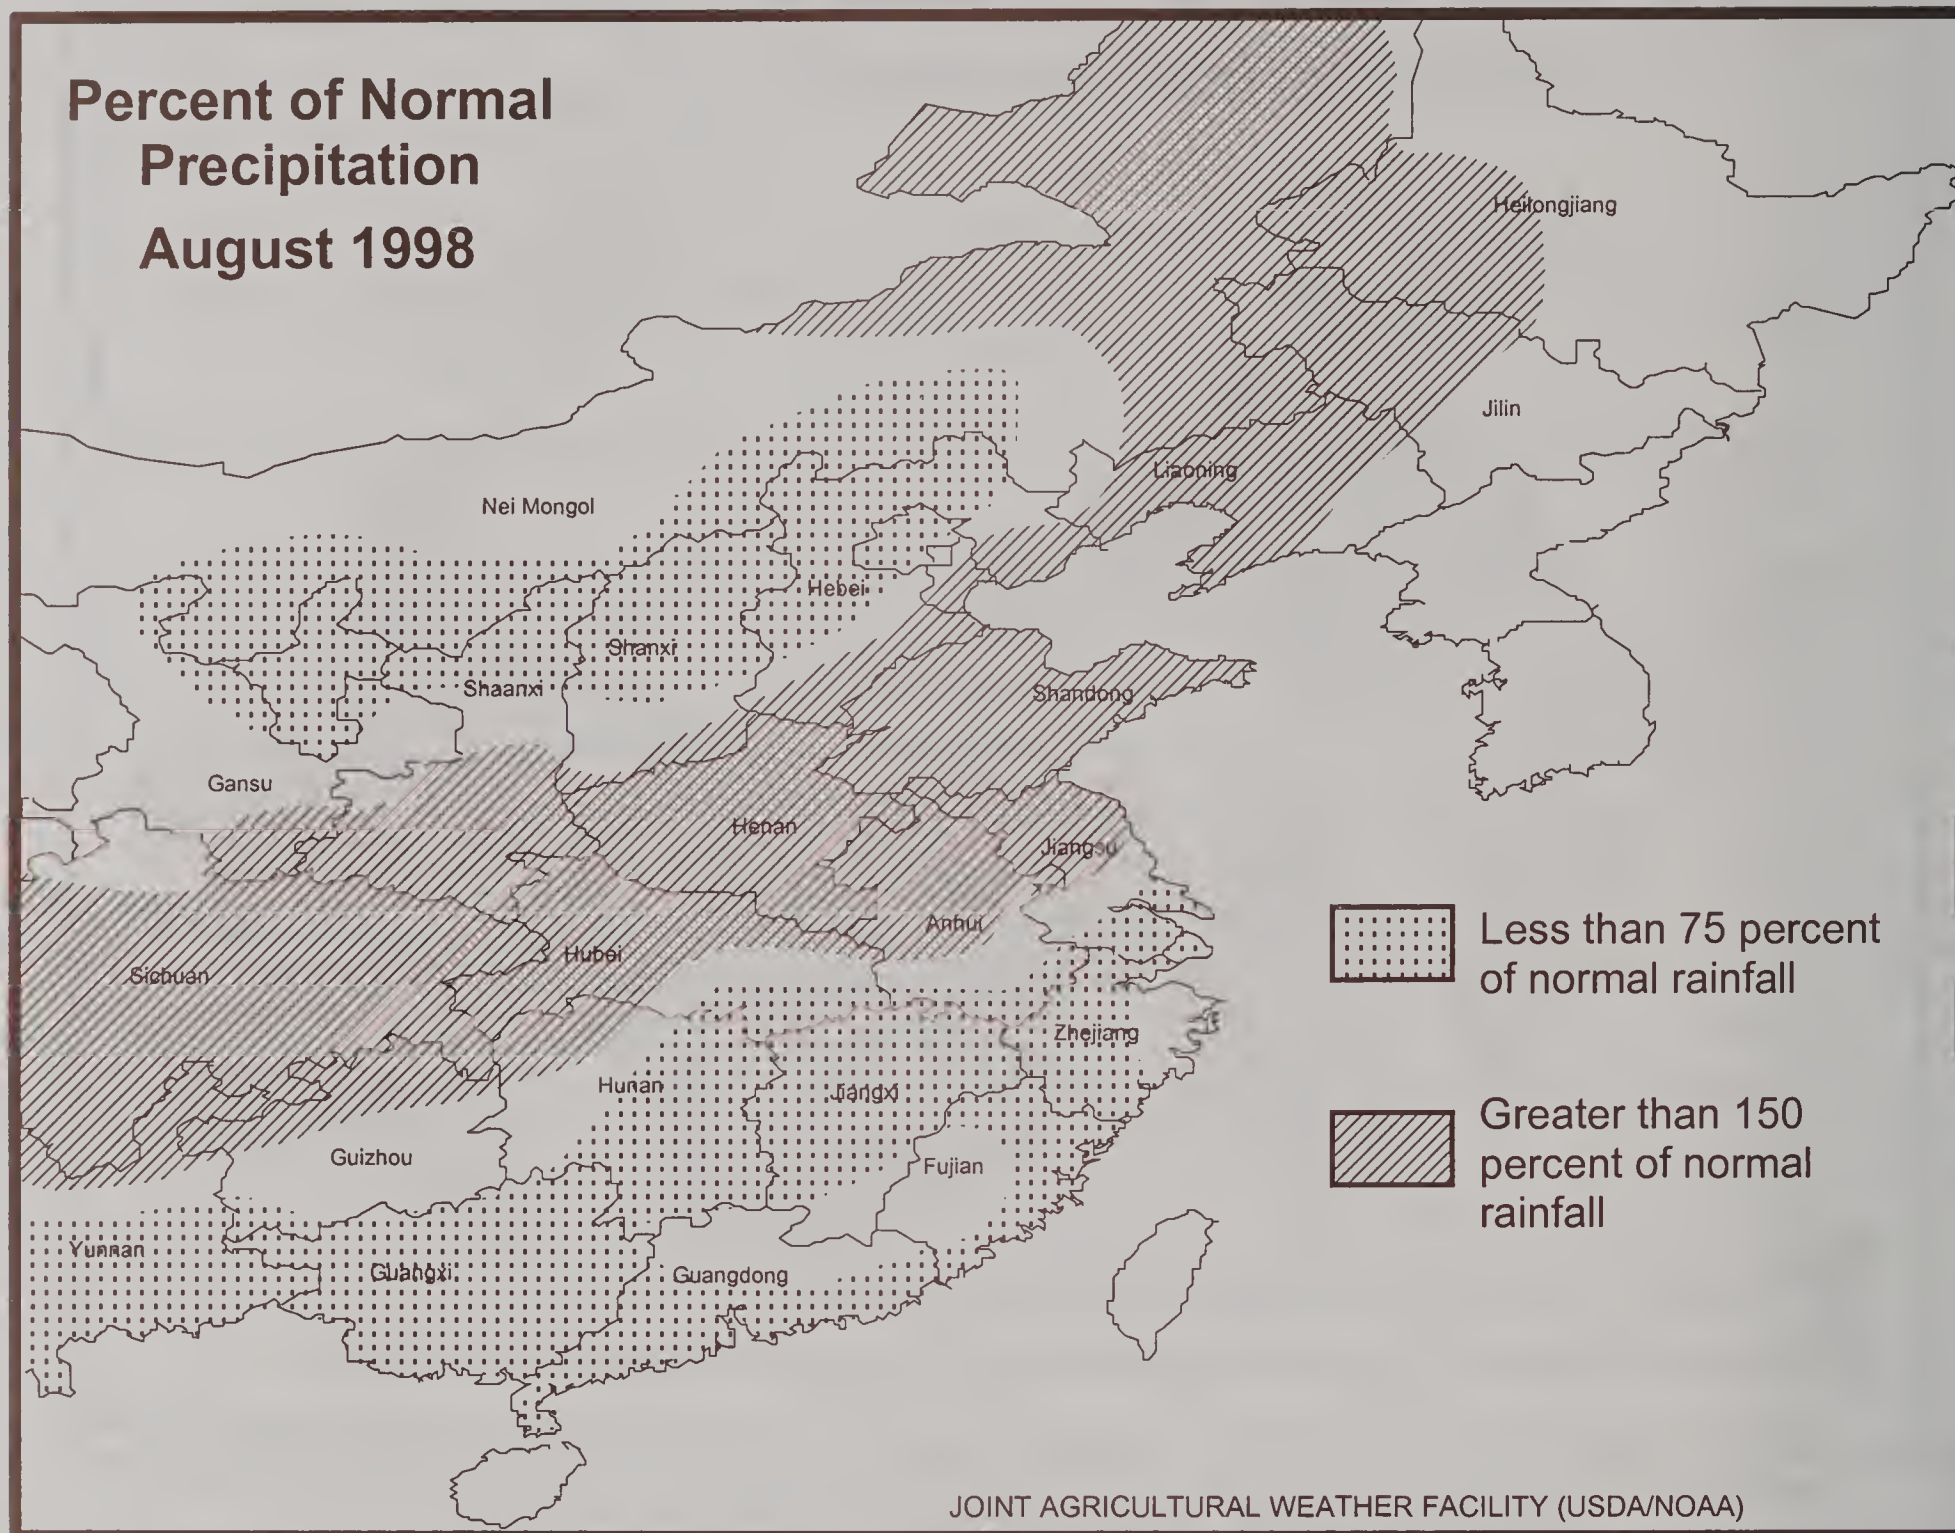 Percent of Normal
Precipitation
August 1998
Heilongjiang
Jilin
Liaoning
Nei Mongol
Hebei
Shanxi
Shaanxi
Shandong
Gansu
Henan
Jiangsu
Anhui
Hubei
Sichuan
Less than 75 percent
of normal rainfall
Zhejiang
Hunan
Jiangxi
Greater than 150
percent of normal
rainfall
Guizhou
Fujian
Yunnan
Guangxi
Guangdong
JOINT AGRICULTURAL WEATHER FACILITY (USDA/NOAA)